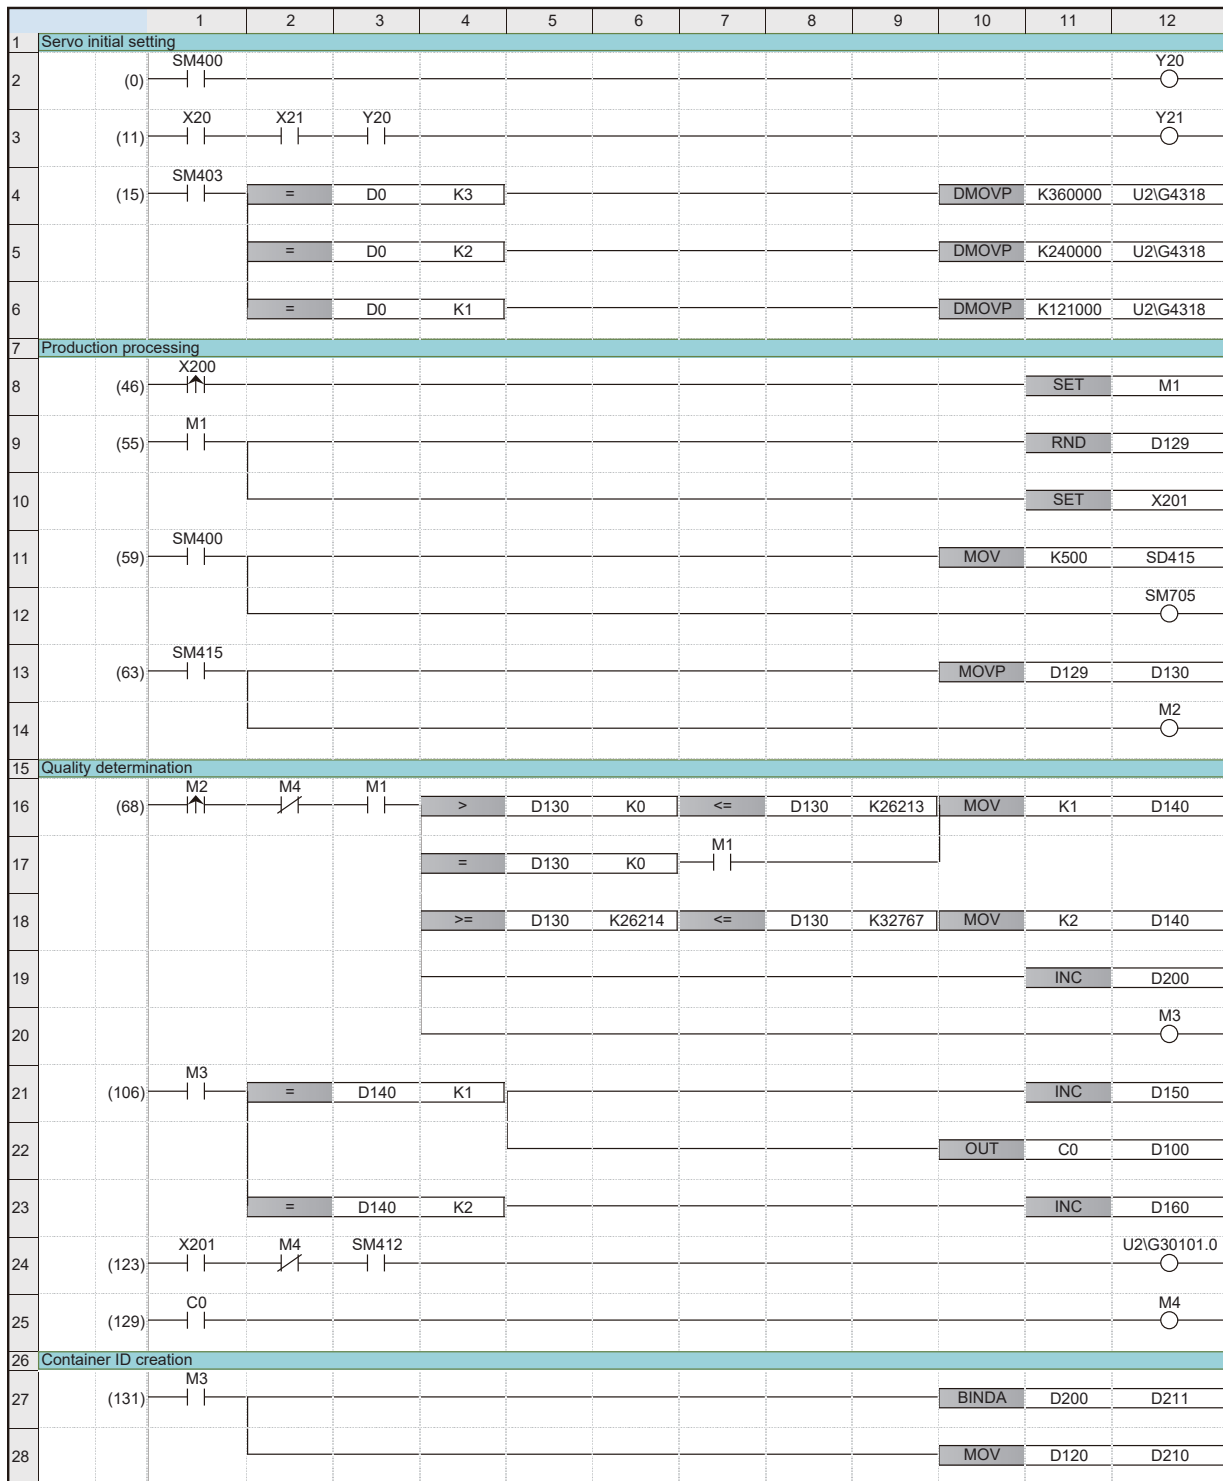 1 2 3 4 5 6 7 8 9 10 11 12
1 Servo initial setting
SM400 Y20
2 (0)
X20 X21 Y20 Y21
3 (11)
SM403
4 (15) = D0 K3 DMOVP K360000 U2\G4318
5 = D0 K2 DMOVP K240000 U2\G4318
6 = D0 K1 DMOVP K121000 U2\G4318
7 Production processing
X200
8 (46) SET M1
M1
9 (55) RND D129
10 SET X201
SM400
11 (59) MOV K500 SD415
SM705
12
SM415
13 (63) MOVP D129 D130
M2
14
15 Quality determination
M2 M4 M1
16 (68) > D130 K0 <= D130 K26213 MOV K1 D140
M1
17 = D130 K0
18 >= D130 K26214 <= D130 K32767 MOV K2 D140
19 INC D200
M3
20
M3
21 (106) = D140 K1 INC D150
22 OUT C0 D100
23 = D140 K2 INC D160
X201 M4 SM412 U2\G30101.0
24 (123)
C0 M4
25 (129)
26 Container ID creation
M3
27 (131) BINDA D200 D211
28 MOV D120 D210